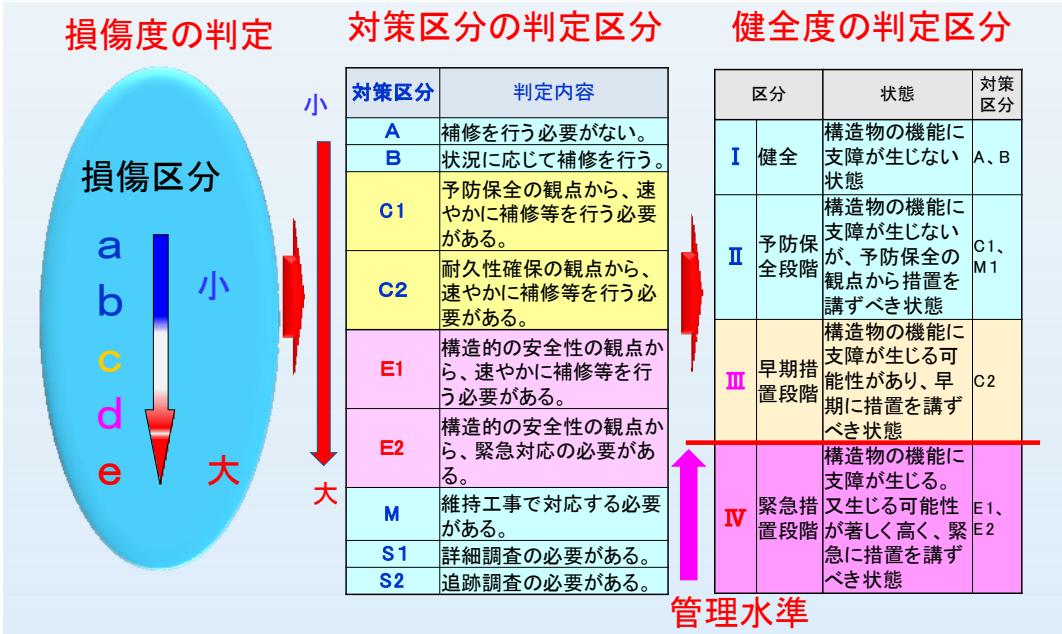 損傷度の判定
対策区分の判定区分
健全度の判定区分
損傷区分
a
b
c
d
e
小
大
小
大
対策区分 判定内容
A 補修を行う必要がない。
B 状況に応じて補修を行う。
C1 予防保全の観点から、速
やかに補修等を行う必要
がある。
C2 耐久性確保の観点から、
速やかに補修等を行う必
要がある。
E1 構造的の安全性の観点か
ら、速やかに補修等を行
う必要がある。
E2 構造的の安全性の観点か
ら、緊急対応の必要があ
る。
M 維持工事で対応する必要
がある。
S1 詳細調査の必要がある。
S2 追跡調査の必要がある。
区分 状態 対策
区分
Ⅰ 健全 構造物の機能に
支障が生じない
状態
A、B
Ⅱ 予防保
全段階
構造物の機能に
支障が生じない
が、予防保全の
観点から措置を
講ずべき状態
C1、
M1
Ⅲ 早期措
置段階
構造物の機能に
支障が生じる可
能性があり、早
期に措置を講ず
べき状態
C2
Ⅳ 緊急措
置段階
構造物の機能に
支障が生じる。
又生じる可能性
が著しく高く、緊
急に措置を講ず
べき状態
E1、
E2
管理水準